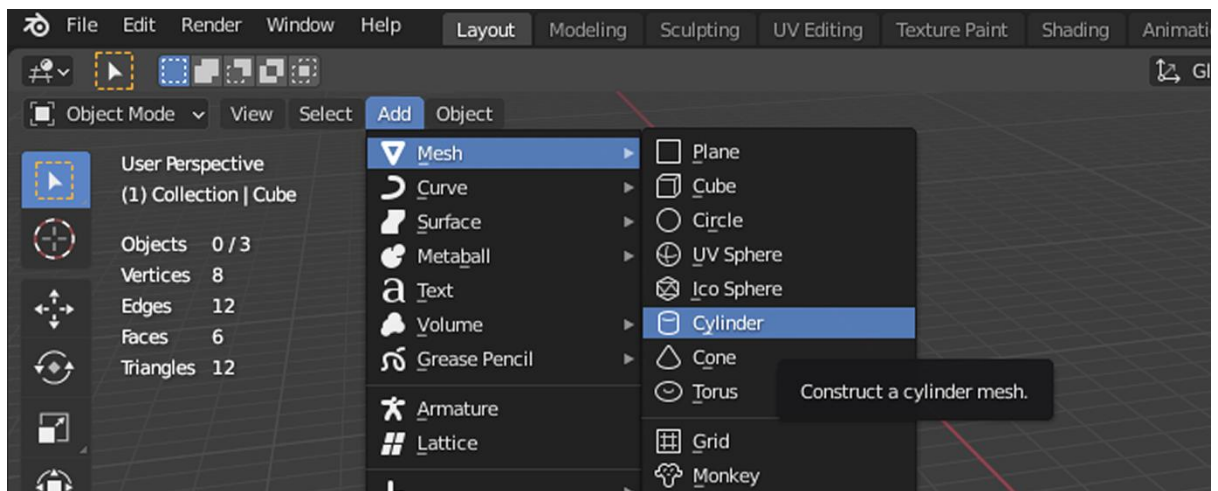 File Edit Render Window Help Layout Modeling Sculpting UV Editing Texture Paint Shading Animati
Gl
Object Mode View Select Add Object
User Perspective
(1) Collection | Cube
Objects 0 / 3
Vertices 8
Edges 12
Faces 6
Triangles 12
Mesh
Curve
Surface
Metaball
Text
Volume
Grease Pencil
Armature
Lattice
Plane
Cube
Circle
UV Sphere
Ico Sphere
Cylinder
Cone
Torus
Construct a cylinder mesh.
Grid
Monkey